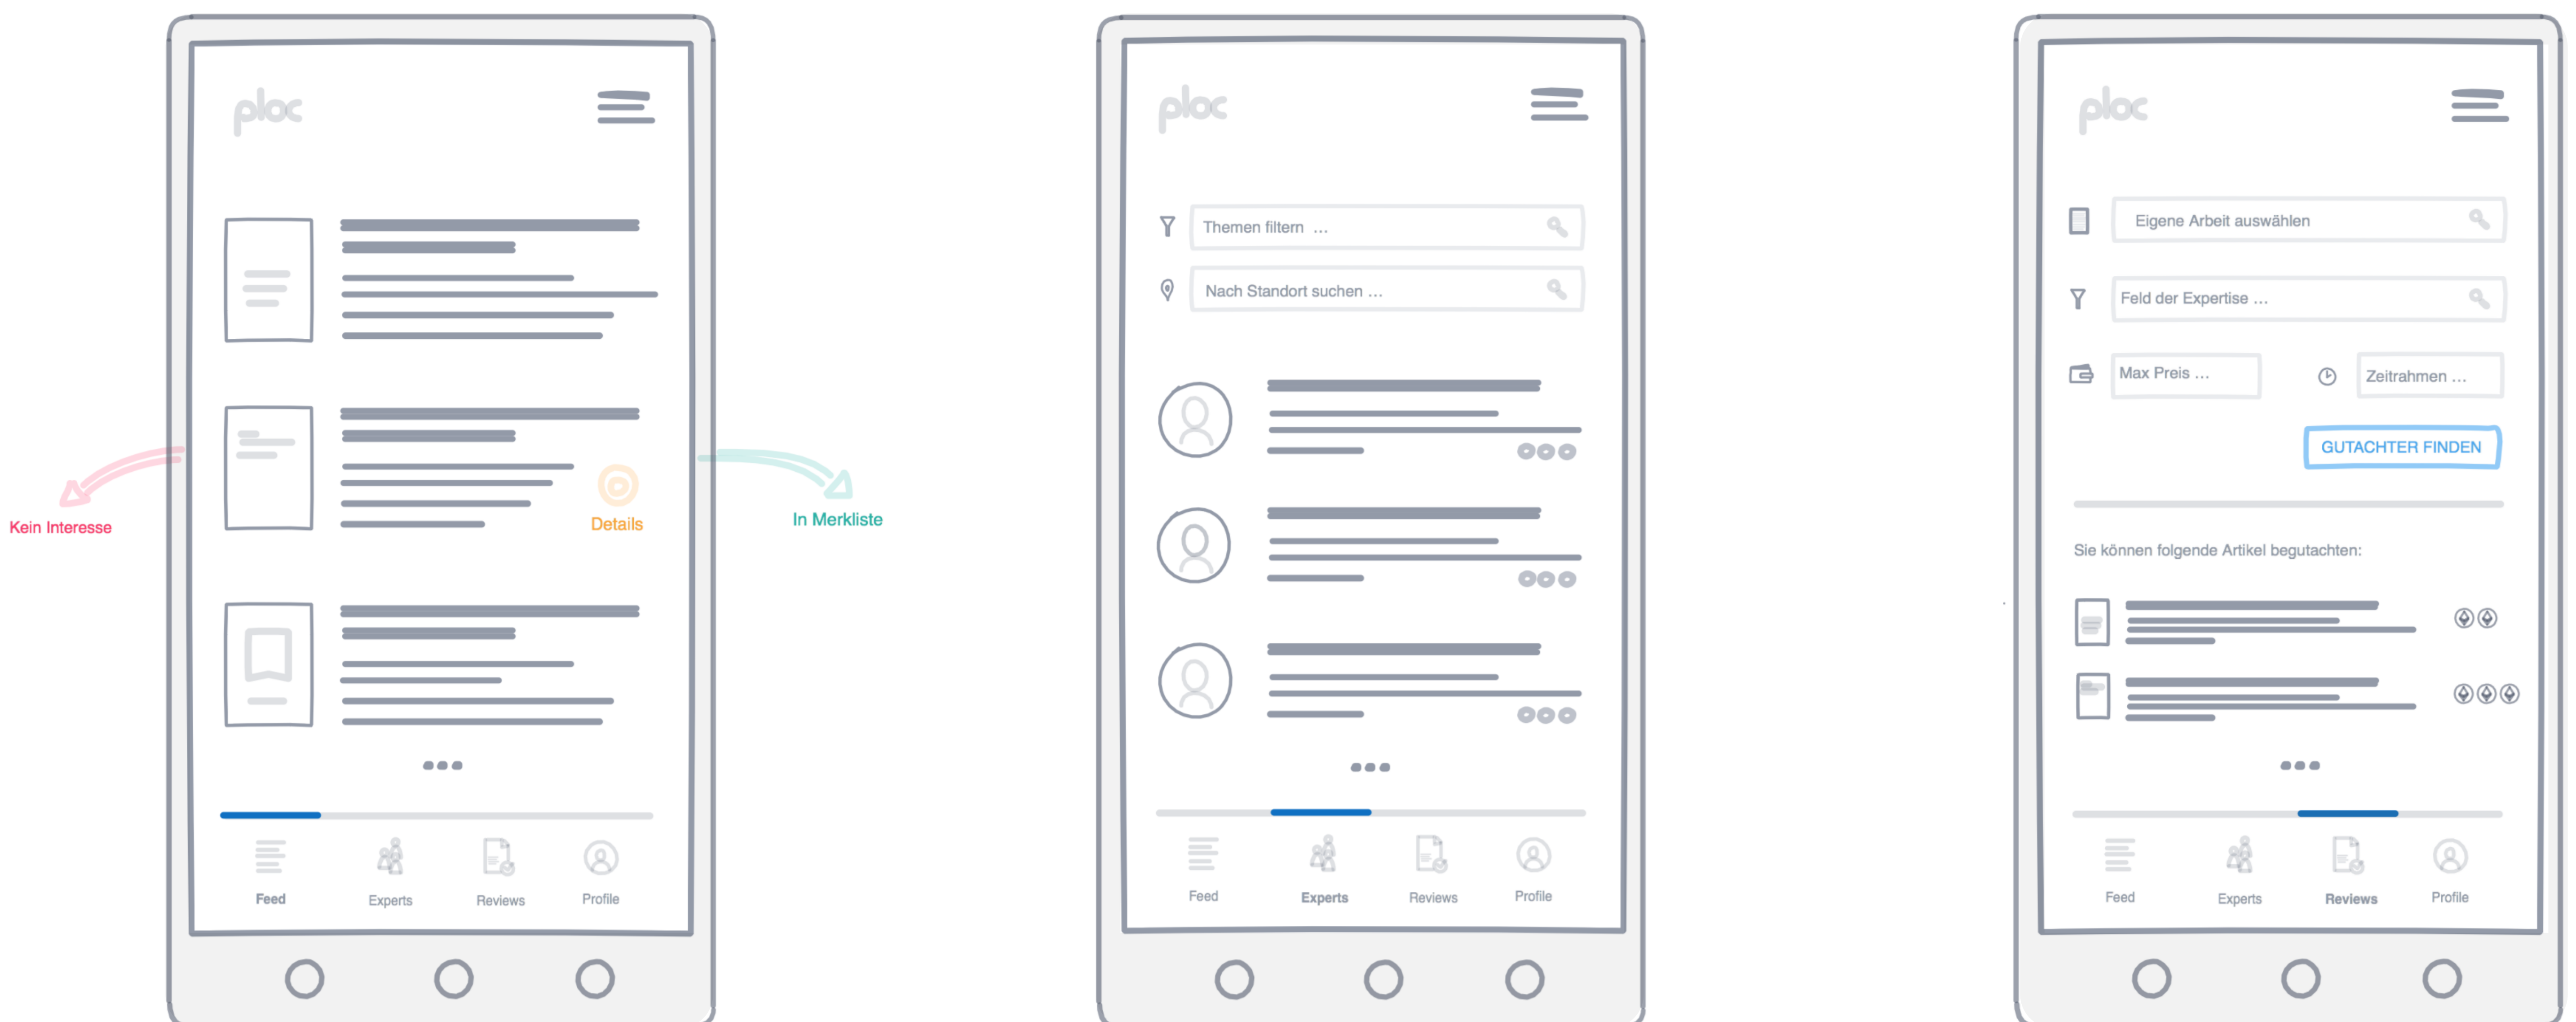 ploc
Kein Interesse
Details
In Merkliste
Feed
Experts
Reviews
Profile
ploc
Themen filtern ...
Nach Standort suchen ...
Feed
Experts
Reviews
Profile
ploc
Eigene Arbeit auswählen
Feld der Expertise ...
Max Preis ...
Zeitrahmen ...
GUTACHTER FINDEN
Sie können folgende Artikel begutachten:
Feed
Experts
Reviews
Profile